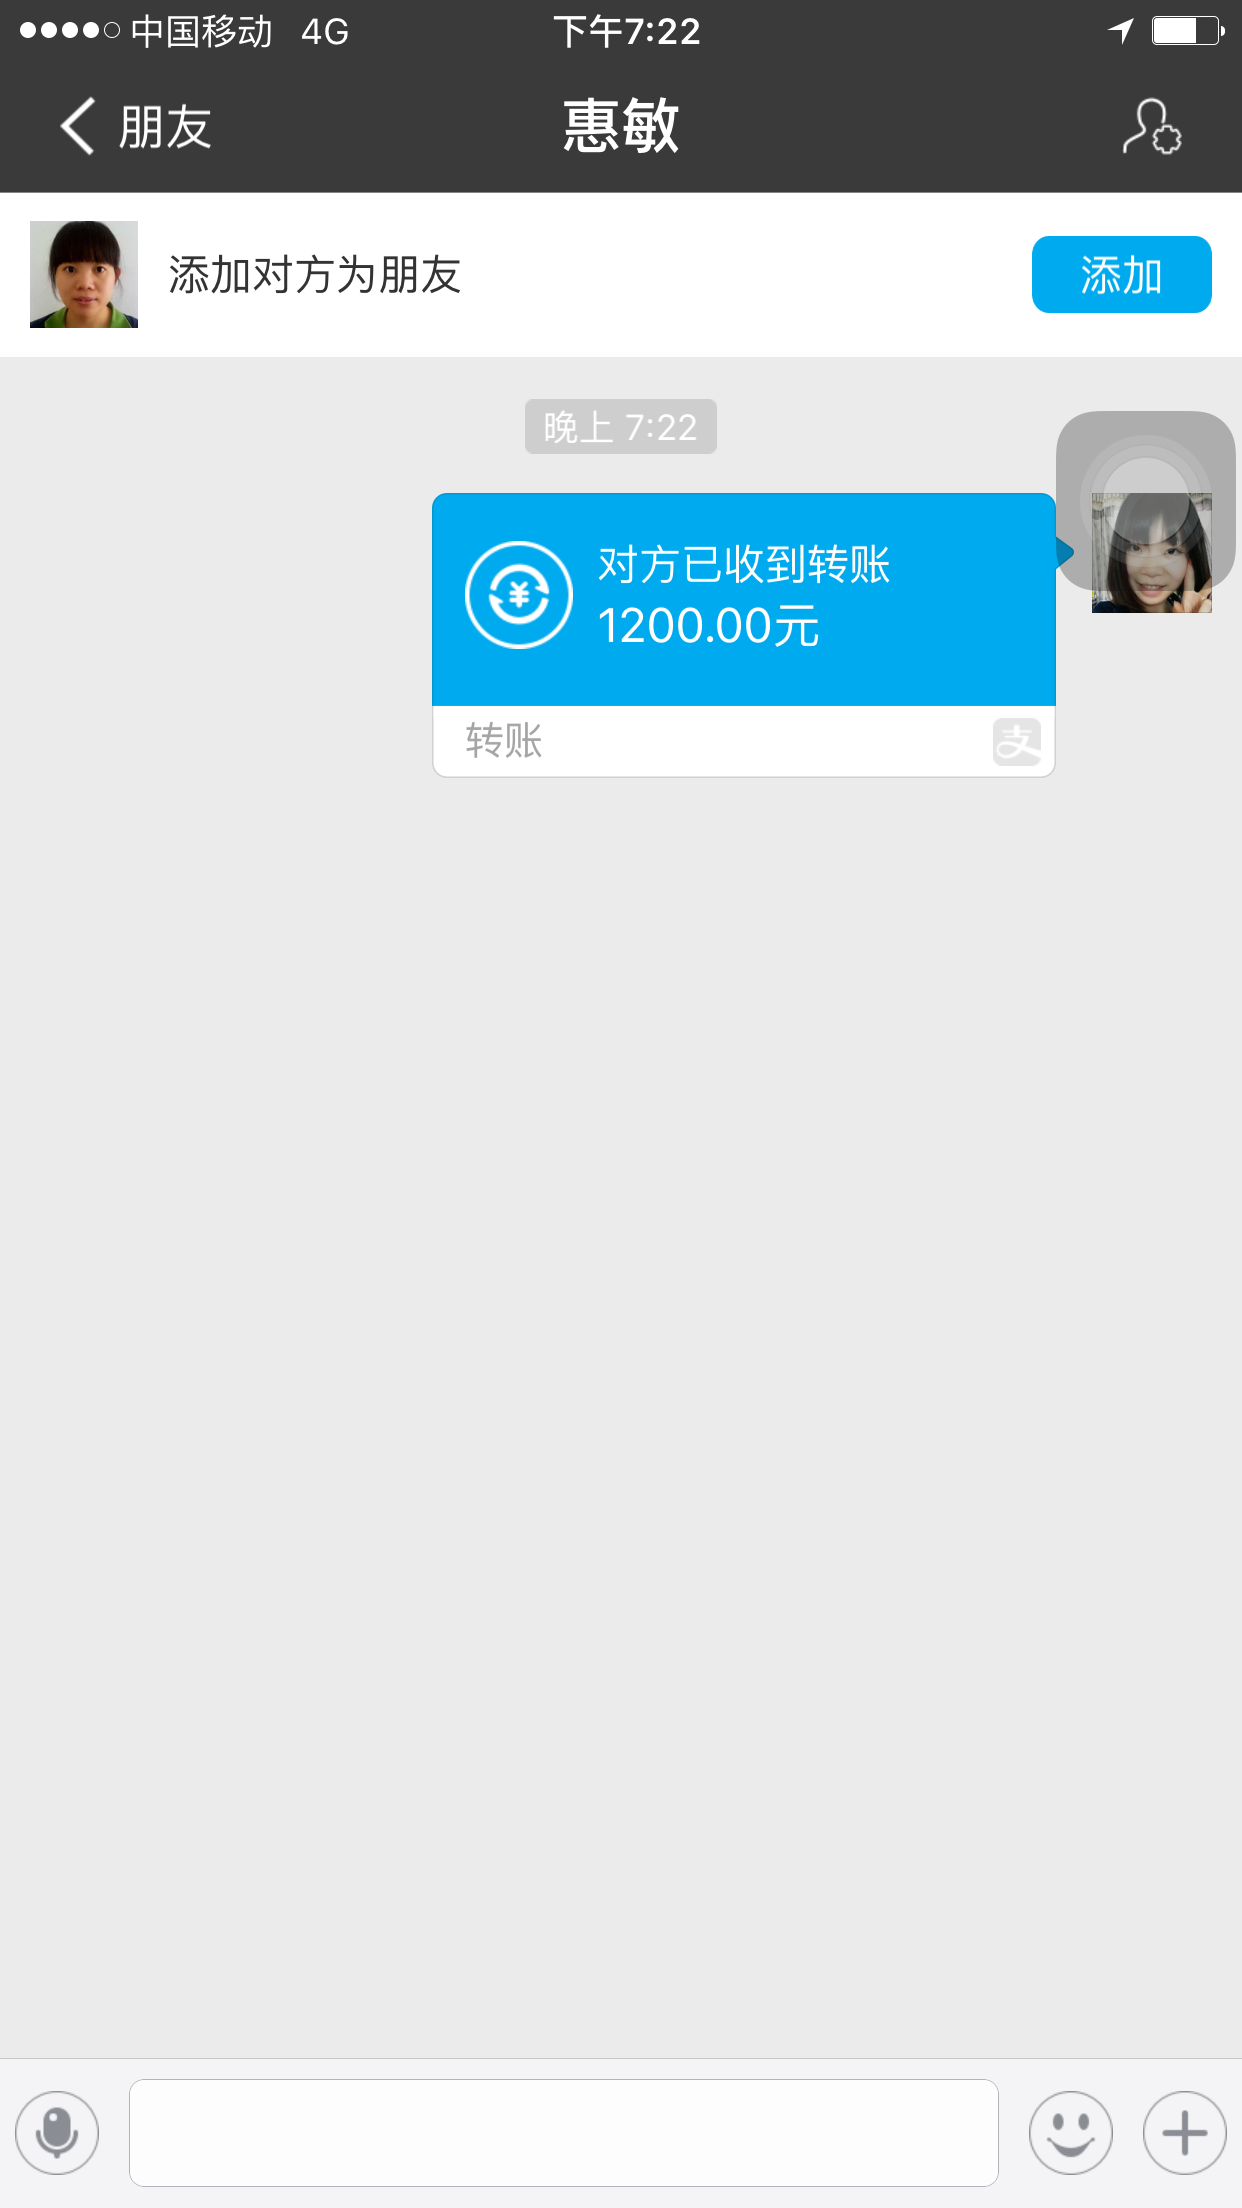 中国移动 4G 下午7:22
朋友 惠敏
添加对方为朋友 添加
晚上 7:22
对方已收到转账
1200.00元
转账 支